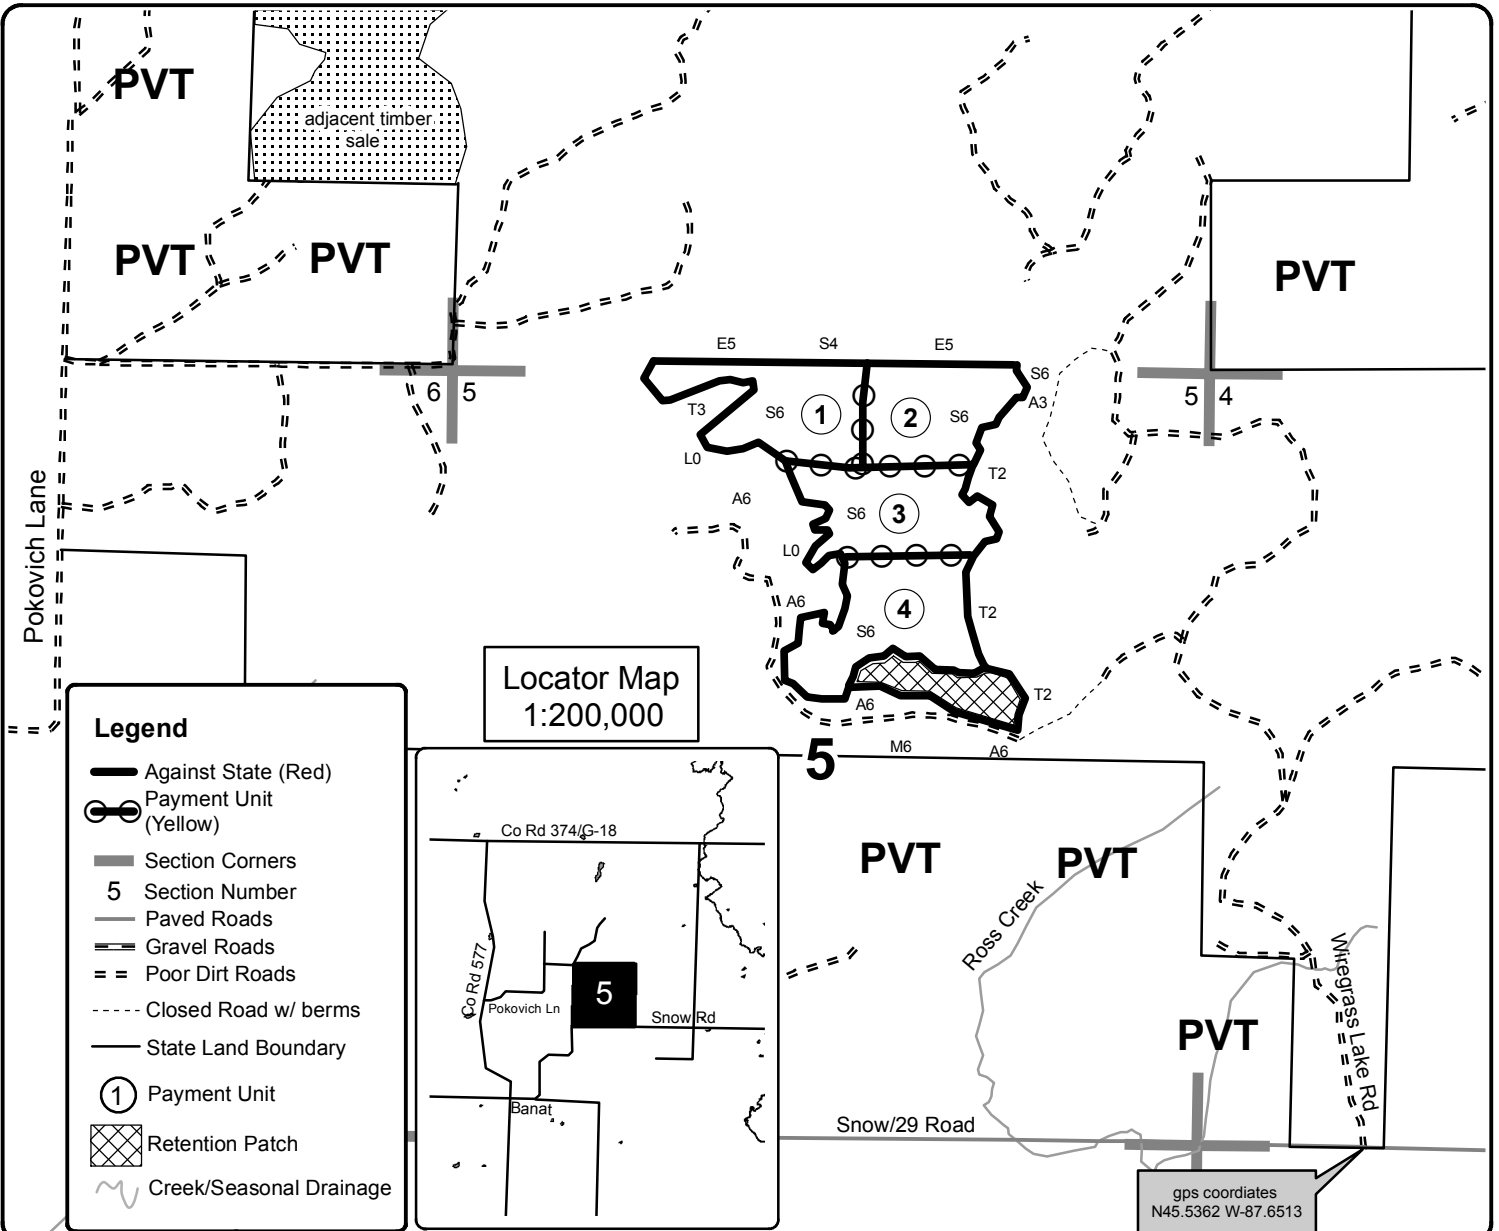 PVT
adjacent timber
sale
PVT
PVT
PVT
E5
S4
E5
S6
A3
6
5
5
4
T3
S6
1
2
S6
L0
T2
A6
S6
3
L0
A6
4
T2
S6
T2
A6
M6
A6
5
Pokovich Lane
Locator Map
1:200,000
Legend
Against State (Red)
Payment Unit
(Yellow)
Section Corners
5
Section Number
Paved Roads
Gravel Roads
Poor Dirt Roads
Closed Road w/ berms
State Land Boundary
1
Payment Unit
Retention Patch
Creek/Seasonal Drainage
Co Rd 374/G-18
Co Rd 577
Pokovich Ln
5
Snow Rd
Banat
PVT
PVT
Ross Creek
Wiregrass Lake Rd
PVT
Snow/29 Road
gps coordiates
N45.5362 W-87.6513